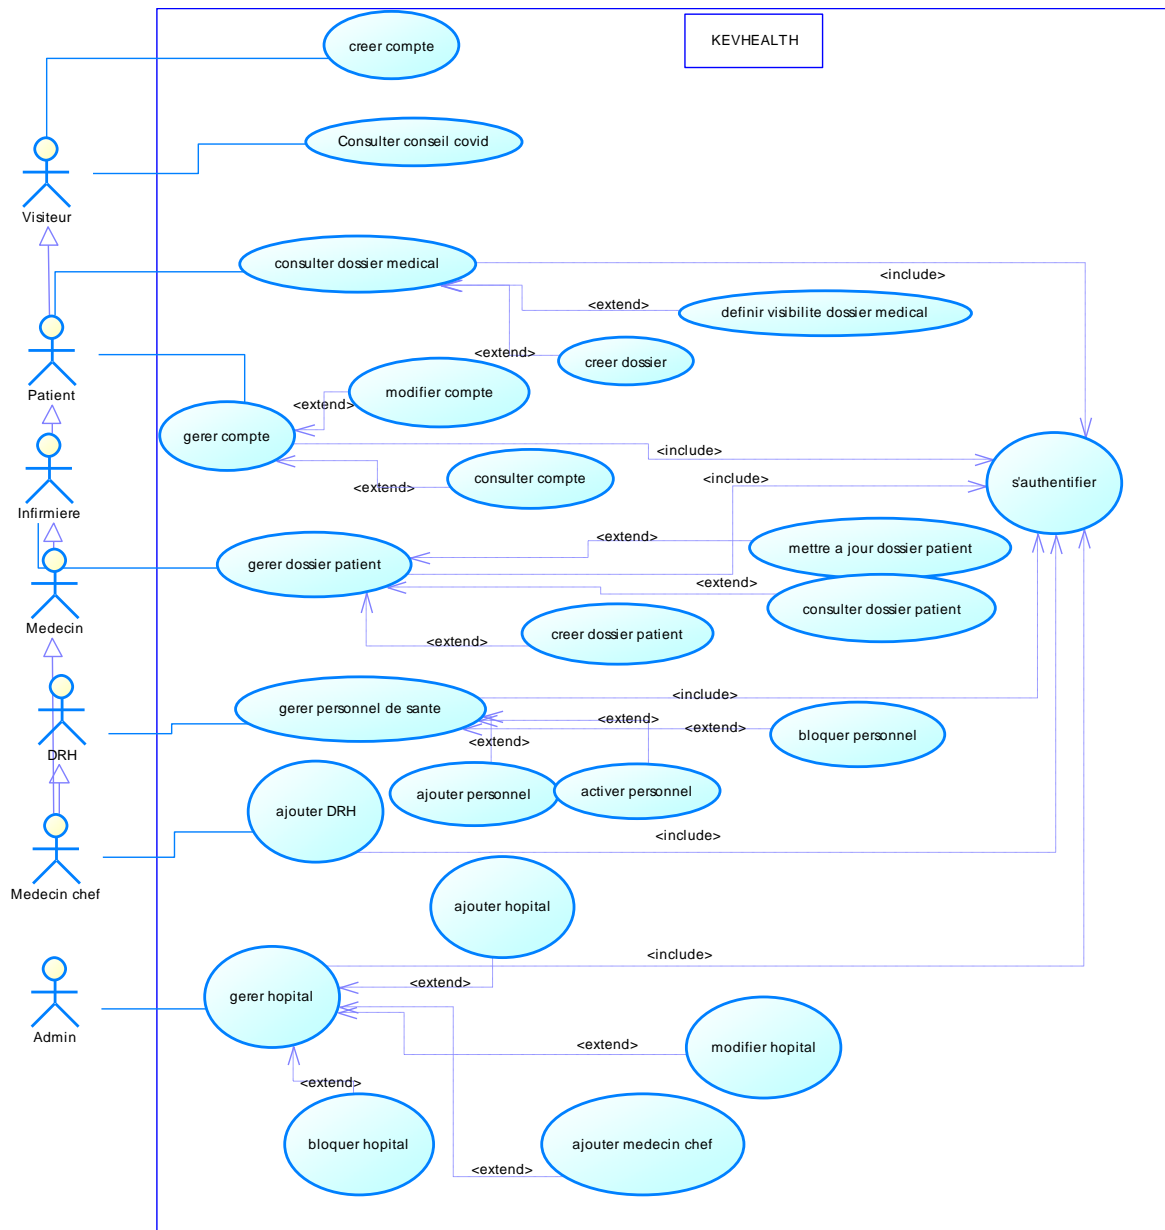 KEVHEALTH
creer compte
Consulter conseil covid
Visiteur
consulter dossier medical
<include>
<extend>
definir visibilite dossier medical
<extend>
creer dossier
Patient
modifier compte
<extend>
gerer compte
<include>
consulter compte
<extend>
<include>
s'authentifier
Infirmiere
<extend>
mettre a jour dossier patient
gerer dossier patient
<extend>
consulter dossier patient
Medecin
creer dossier patient
<extend>
<include>
gerer personnel de sante
<extend>
<extend>
bloquer personnel
<extend>
DRH
ajouter personnel
activer personnel
ajouter DRH
<include>
Medecin chef
ajouter hopital
<include>
<extend>
gerer hopital
Admin
<extend>
modifier hopital
<extend>
bloquer hopital
ajouter medecin chef
<extend>